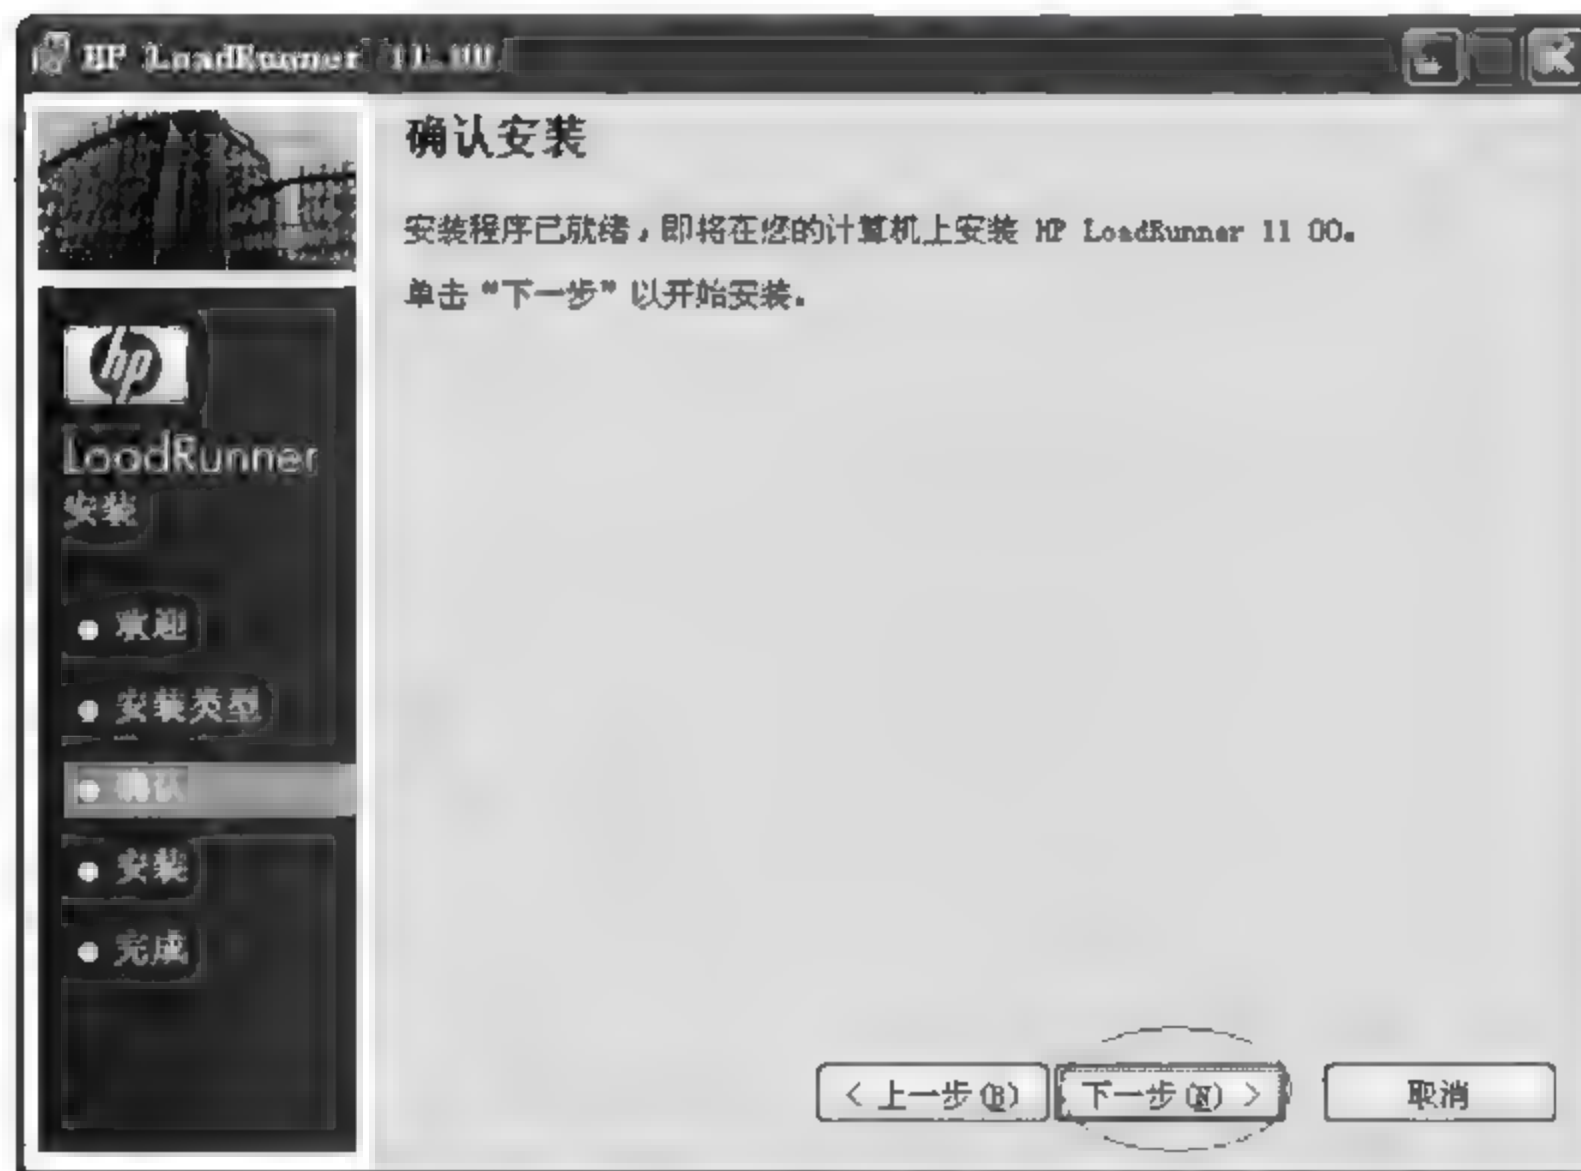 HP LoadRunner 11.00
确认安装
安装程序已就绪，即将在您的计算机上安装 HP LoadRunner 11 00。
单击“下一步”以开始安装。
hp
LoadRunner
安装
欢迎
安装类型
确认
安装
完成
< 上一步(B)
下一步(N) >
取消